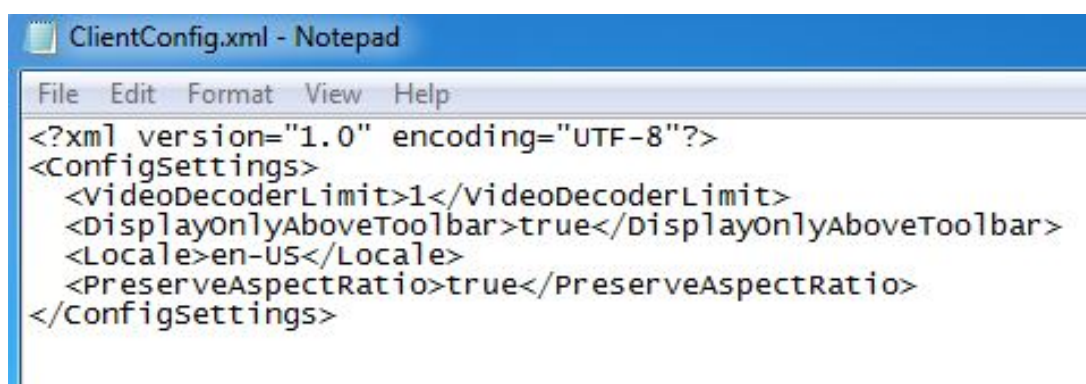 ClientConfig.xml - Notepad
File Edit Format View Help
<?xml version="1.0" encoding="UTF-8"?>
<ConfigSettings>
  <VideoDecoderLimit>1</VideoDecoderLimit>
  <DisplayOnlyAboveToolbar>true</DisplayOnlyAboveToolbar>
  <Locale>en-US</Locale>
  <PreserveAspectRatio>true</PreserveAspectRatio>
</ConfigSettings>